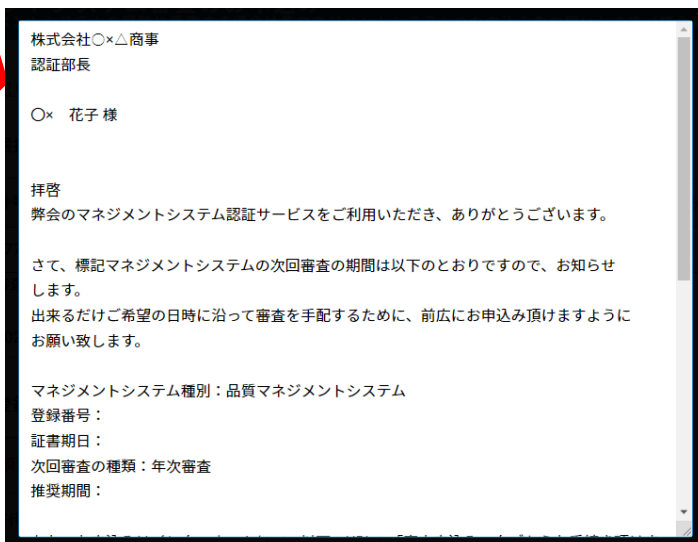 株式会社○×△商事
認証部長
〇×　花子 様
拝啓
弊会のマネジメントシステム認証サービスをご利用いただき、ありがとうございます。
さて、標記マネジメントシステムの次回審査の期間は以下のとおりですので、お知らせ
します。
出来るだけご希望の日時に沿って審査を手配するために、前広にお申込み頂けますように
お願い致します。
マネジメントシステム種別：品質マネジメントシステム
登録番号：
証書期日：
次回審査の種類：年次審査
推奨期間：